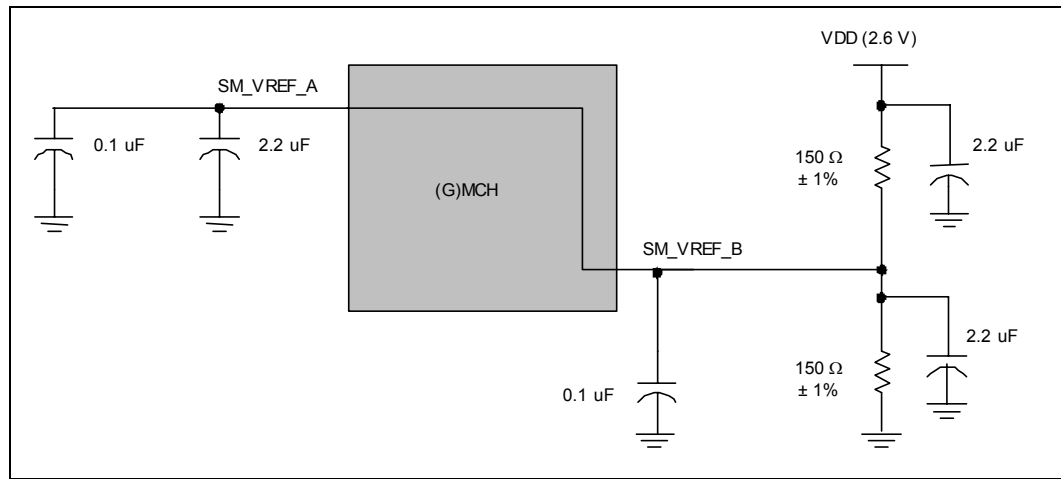 VDD (2.6 V)
SM_VREF_A
0.1 uF
2.2 uF
150 Ω
± 1%
2.2 uF
(G)MCH
SM_VREF_B
2.2 uF
150 Ω
± 1%
0.1 uF